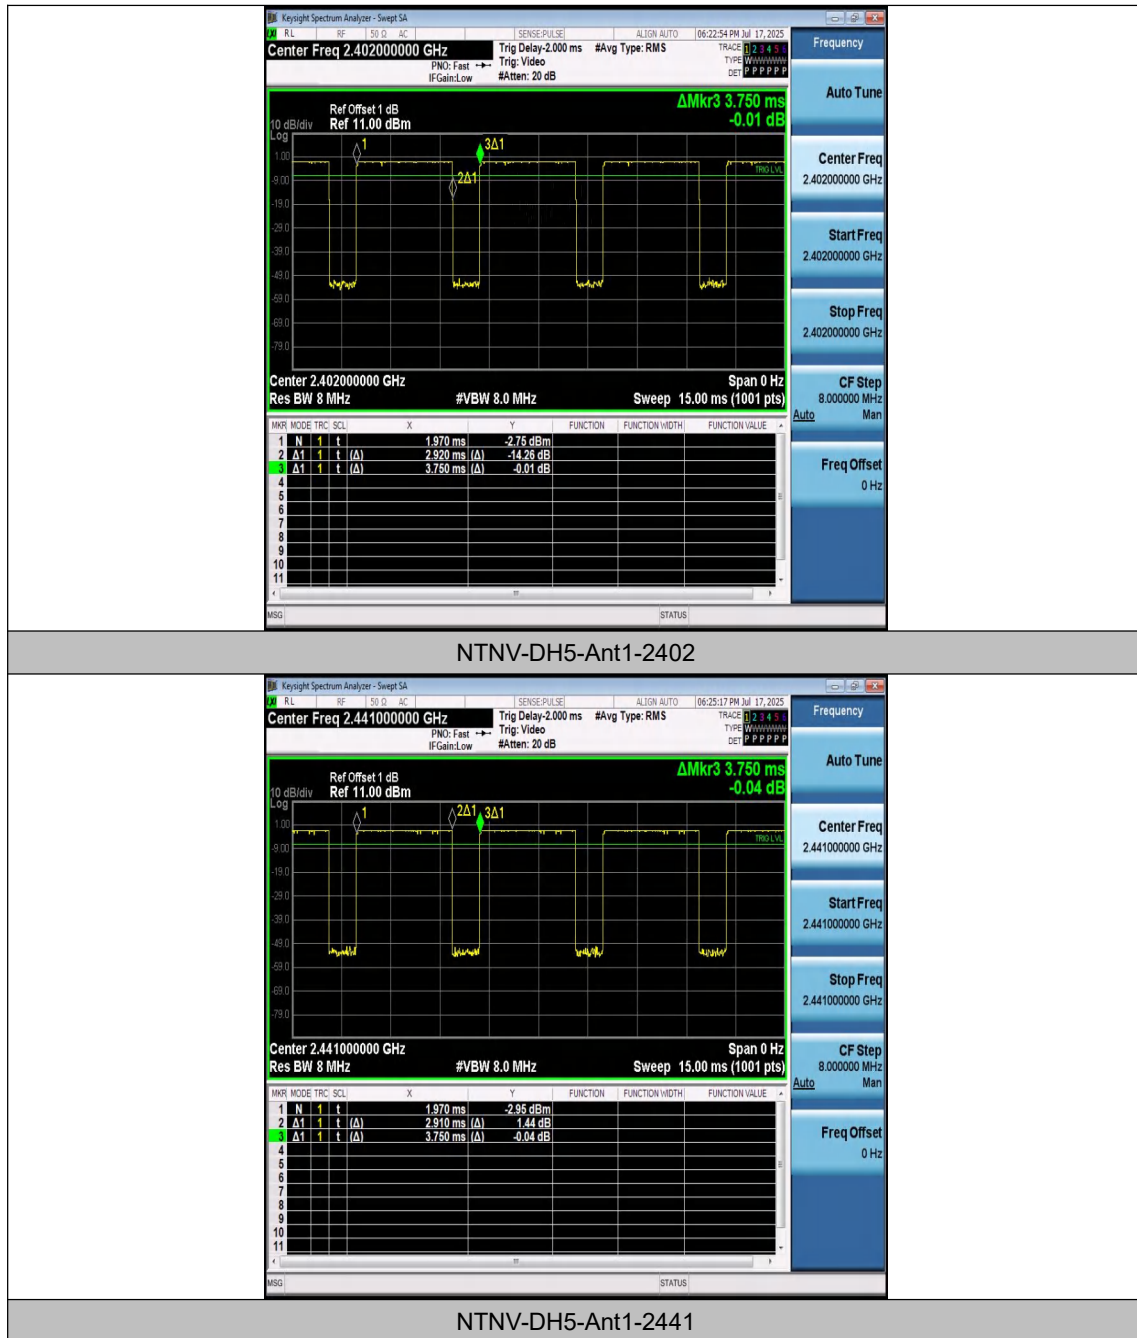 Keysight Spectrum Analyzer - Swept SA
RL RF 50 Ω AC SENSE:PULSE ALIGN AUTO 06:22:54 PM Jul 17, 2025
Center Freq 2.402000000 GHz Trig Delay-2.000 ms #Avg Type: RMS TRACE 1 2 3 4 5 6
PNO: Fast Trig: Video TYPE WWWWWW
IFGain:Low #Atten: 20 dB DET P P P P P P
Frequency
Auto Tune
Center Freq
2.402000000 GHz
Start Freq
2.402000000 GHz
Stop Freq
2.402000000 GHz
CF Step
8.000000 MHz
Auto Man
Freq Offset
0 Hz
ΔMkr3 3.750 ms
-0.01 dB
Ref Offset 1 dB
10 dB/div Ref 11.00 dBm
Log
1 3Δ1
1.00
TRIG LVL
2Δ1
-9.00
-19.0
-29.0
-39.0
-49.0
-59.0
-69.0
-79.0
Center 2.402000000 GHz Span 0 Hz
Res BW 8 MHz #VBW 8.0 MHz Sweep 15.00 ms (1001 pts)
MKR MODE TRC SCL X Y FUNCTION FUNCTION WIDTH FUNCTION VALUE
1 N 1 t 1.970 ms -2.75 dBm
2 Δ1 1 t (Δ) 2.920 ms (Δ) -14.26 dB
3 Δ1 1 t (Δ) 3.750 ms (Δ) -0.01 dB
4
5
6
7
8
9
10
11
MSG STATUS
NTNV-DH5-Ant1-2402
Keysight Spectrum Analyzer - Swept SA
RL RF 50 Ω AC SENSE:PULSE ALIGN AUTO 06:25:17 PM Jul 17, 2025
Center Freq 2.441000000 GHz Trig Delay-2.000 ms #Avg Type: RMS TRACE 1 2 3 4 5 6
PNO: Fast Trig: Video TYPE WWWWWW
IFGain:Low #Atten: 20 dB DET P P P P P P
Frequency
Auto Tune
Center Freq
2.441000000 GHz
Start Freq
2.441000000 GHz
Stop Freq
2.441000000 GHz
CF Step
8.000000 MHz
Auto Man
Freq Offset
0 Hz
ΔMkr3 3.750 ms
-0.04 dB
Ref Offset 1 dB
10 dB/div Ref 11.00 dBm
Log
1 2Δ1 3Δ1
1.00
TRIG LVL
-9.00
-19.0
-29.0
-39.0
-49.0
-59.0
-69.0
-79.0
Center 2.441000000 GHz Span 0 Hz
Res BW 8 MHz #VBW 8.0 MHz Sweep 15.00 ms (1001 pts)
MKR MODE TRC SCL X Y FUNCTION FUNCTION WIDTH FUNCTION VALUE
1 N 1 t 1.970 ms -2.95 dBm
2 Δ1 1 t (Δ) 2.910 ms (Δ) 1.44 dB
3 Δ1 1 t (Δ) 3.750 ms (Δ) -0.04 dB
4
5
6
7
8
9
10
11
MSG STATUS
NTNV-DH5-Ant1-2441